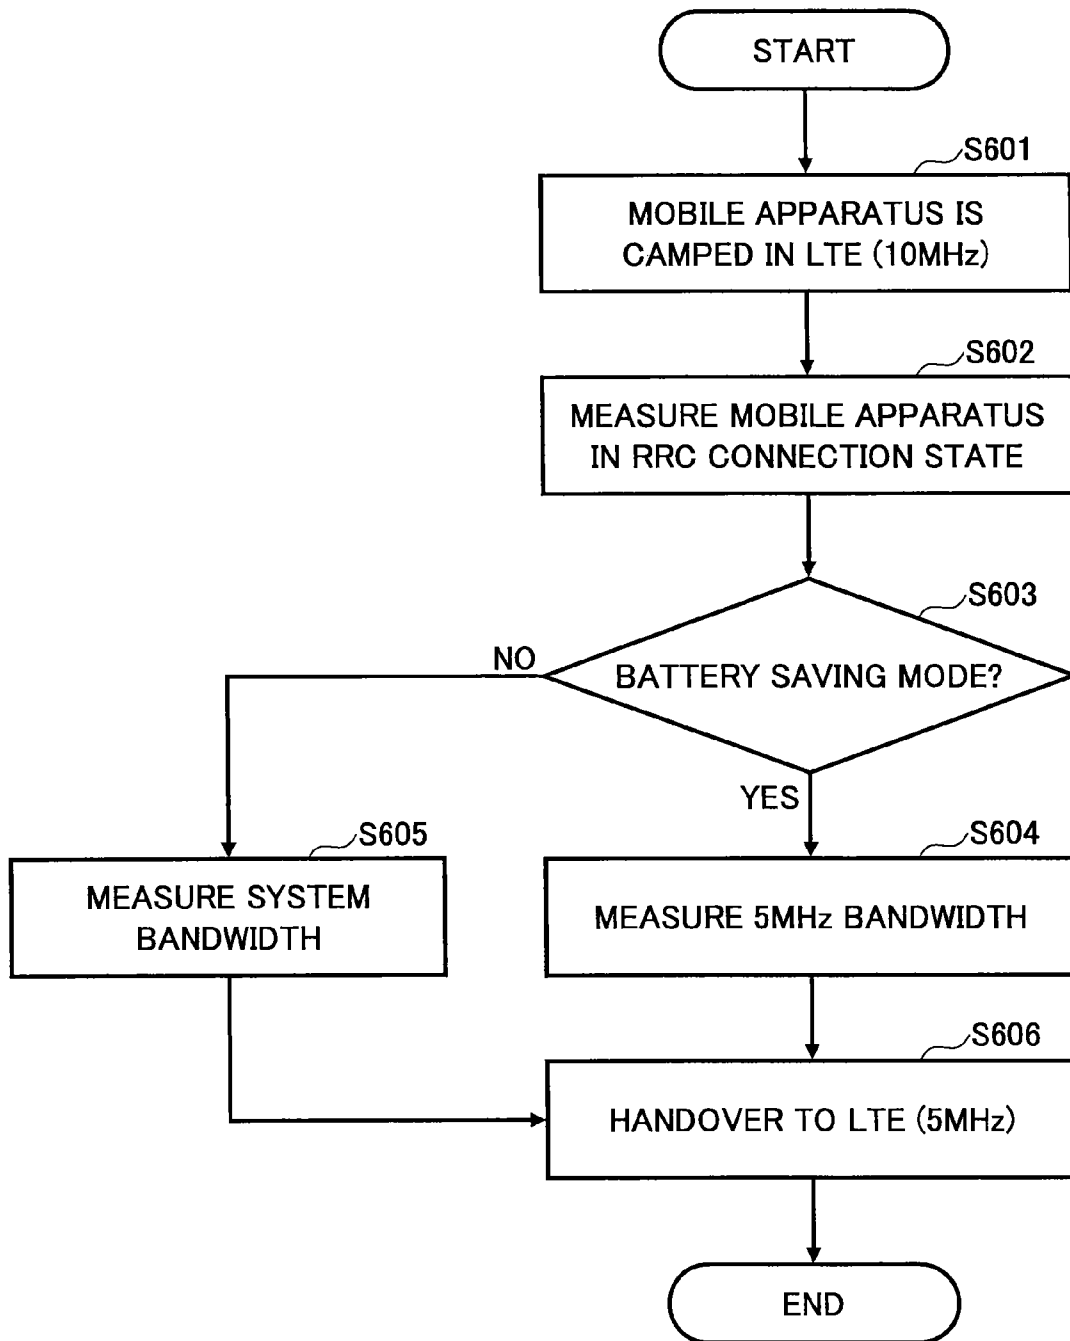 START
S601
MOBILE APPARATUS IS
CAMPED IN LTE (10MHz)
S602
MEASURE MOBILE APPARATUS
IN RRC CONNECTION STATE
S603
BATTERY SAVING MODE?
NO
YES
S605
MEASURE SYSTEM
BANDWIDTH
S604
MEASURE 5MHz BANDWIDTH
S606
HANDOVER TO LTE (5MHz)
END